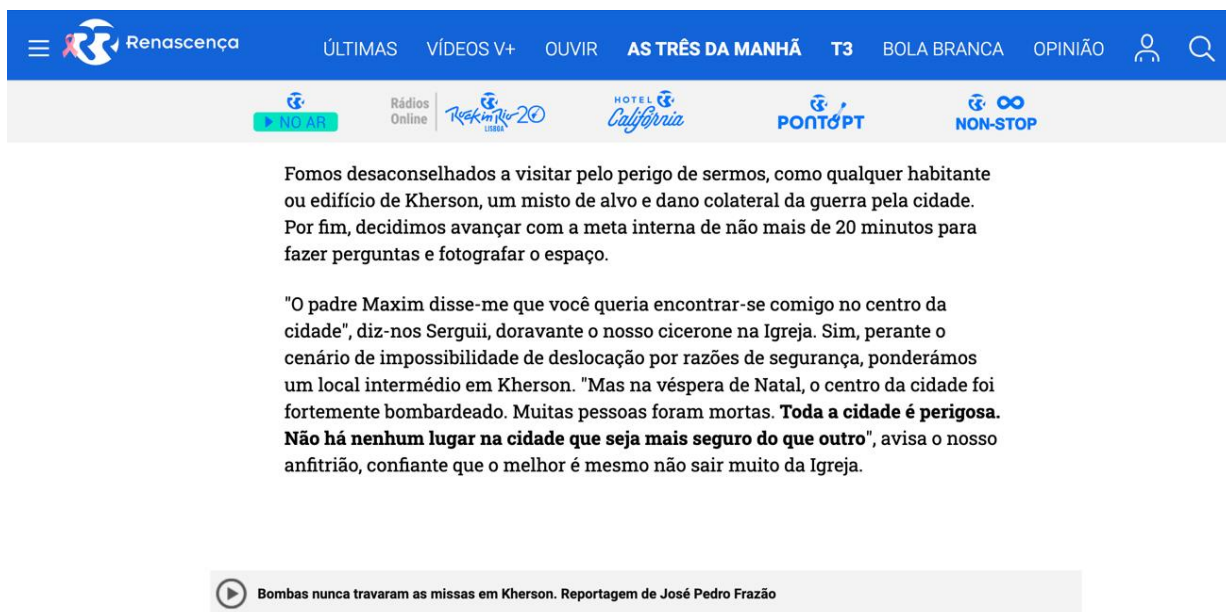 Renascença
ÚLTIMAS VÍDEOS V+ OUVIR AS TRÊS DA MANHÃ T3 BOLA BRANCA OPINIÃO
NO AR
Rádios
Online
Rock in Rio 20
LISBOA
HOTEL
California
PONTOPT
NON-STOP
Fomos desaconselhados a visitar pelo perigo de sermos, como qualquer habitante
ou edifício de Kherson, um misto de alvo e dano colateral da guerra pela cidade.
Por fim, decidimos avançar com a meta interna de não mais de 20 minutos para
fazer perguntas e fotografar o espaço.
"O padre Maxim disse-me que você queria encontrar-se comigo no centro da
cidade", diz-nos Serguii, doravante o nosso cicerone na Igreja. Sim, perante o
cenário de impossibilidade de deslocação por razões de segurança, ponderámos
um local intermédio em Kherson. "Mas na véspera de Natal, o centro da cidade foi
fortemente bombardeado. Muitas pessoas foram mortas. Toda a cidade é perigosa.
Não há nenhum lugar na cidade que seja mais seguro do que outro", avisa o nosso
anfitrião, confiante que o melhor é mesmo não sair muito da Igreja.
Bombas nunca travaram as missas em Kherson. Reportagem de José Pedro Frazão